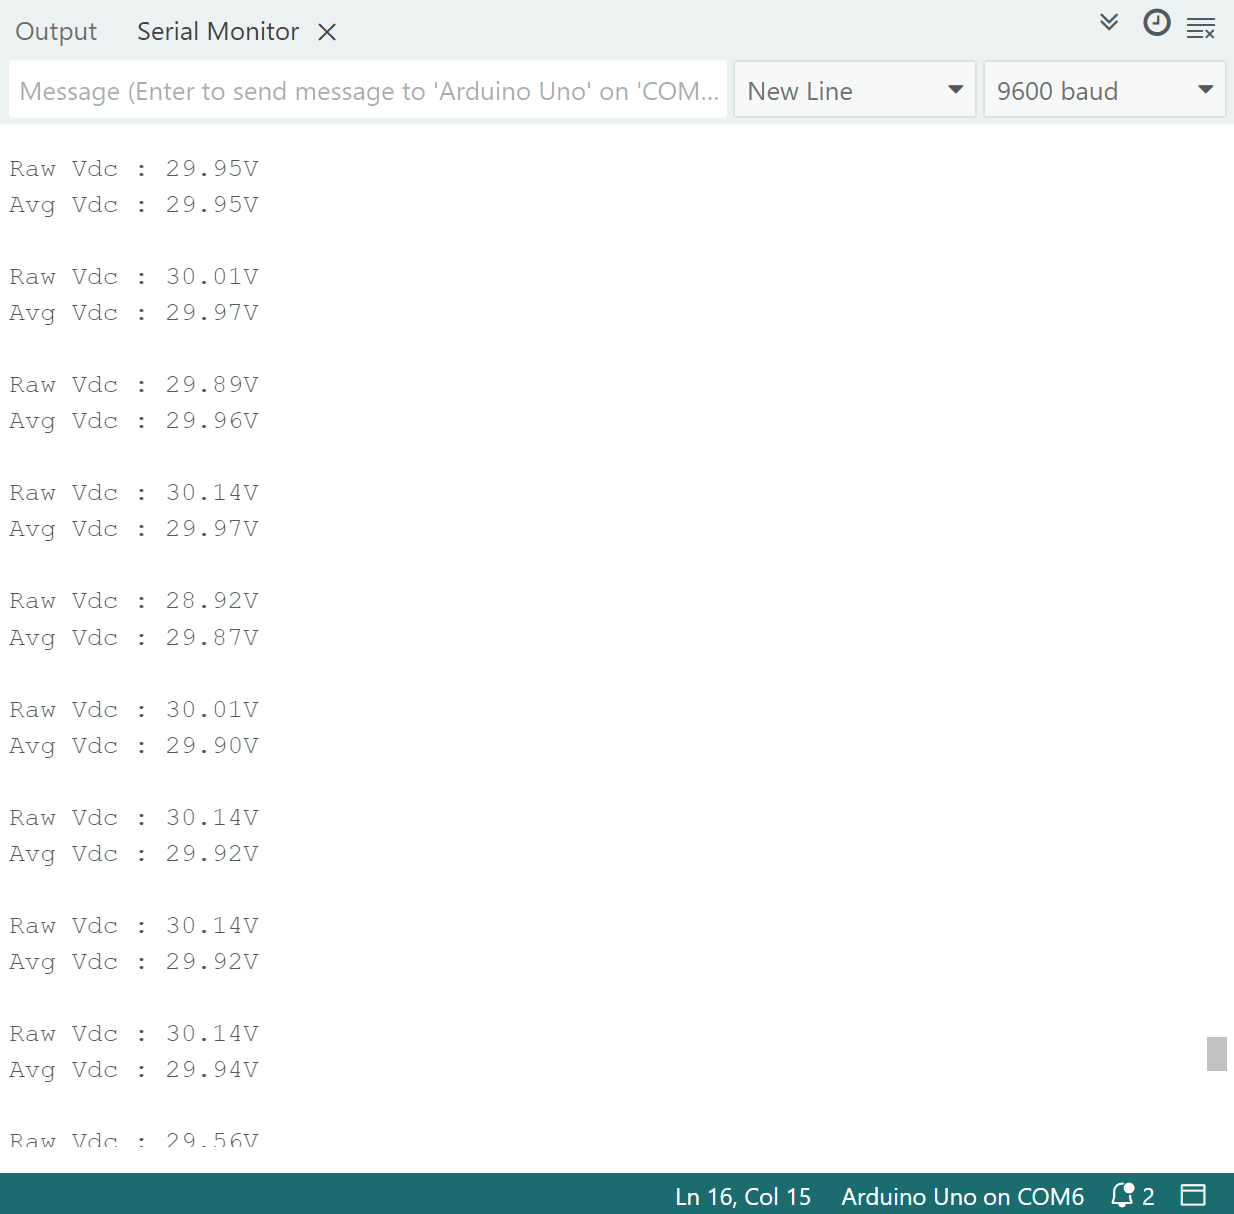 Output
Serial Monitor
Message (Enter to send message to 'Arduino Uno' on 'COM...
New Line
9600 baud
Raw Vdc : 29.95V
Avg Vdc : 29.95V
Raw Vdc : 30.01V
Avg Vdc : 29.97V
Raw Vdc : 29.89V
Avg Vdc : 29.96V
Raw Vdc : 30.14V
Avg Vdc : 29.97V
Raw Vdc : 28.92V
Avg Vdc : 29.87V
Raw Vdc : 30.01V
Avg Vdc : 29.90V
Raw Vdc : 30.14V
Avg Vdc : 29.92V
Raw Vdc : 30.14V
Avg Vdc : 29.92V
Raw Vdc : 30.14V
Avg Vdc : 29.94V
Raw Vdc : 29.56V
Ln 16, Col 15
Arduino Uno on COM6
2